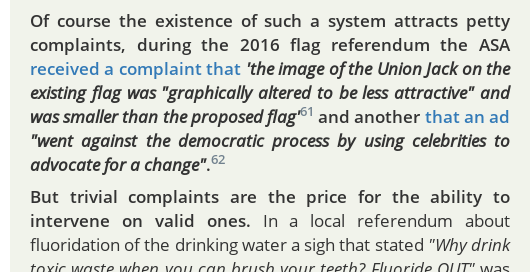 Of course the existence of such a system attracts petty
complaints, during the 2016 flag referendum the ASA
received a complaint that 'the image of the Union Jack on the
existing flag was "graphically altered to be less attractive" and
was smaller than the proposed flag'61 and another that an ad
"went against the democratic process by using celebrities to
advocate for a change".62
But trivial complaints are the price for the ability to
intervene on valid ones. In a local referendum about
fluoridation of the drinking water a sigh that stated "Why drink
toxic waste when you can brush your teeth? Fluoride OUT" was